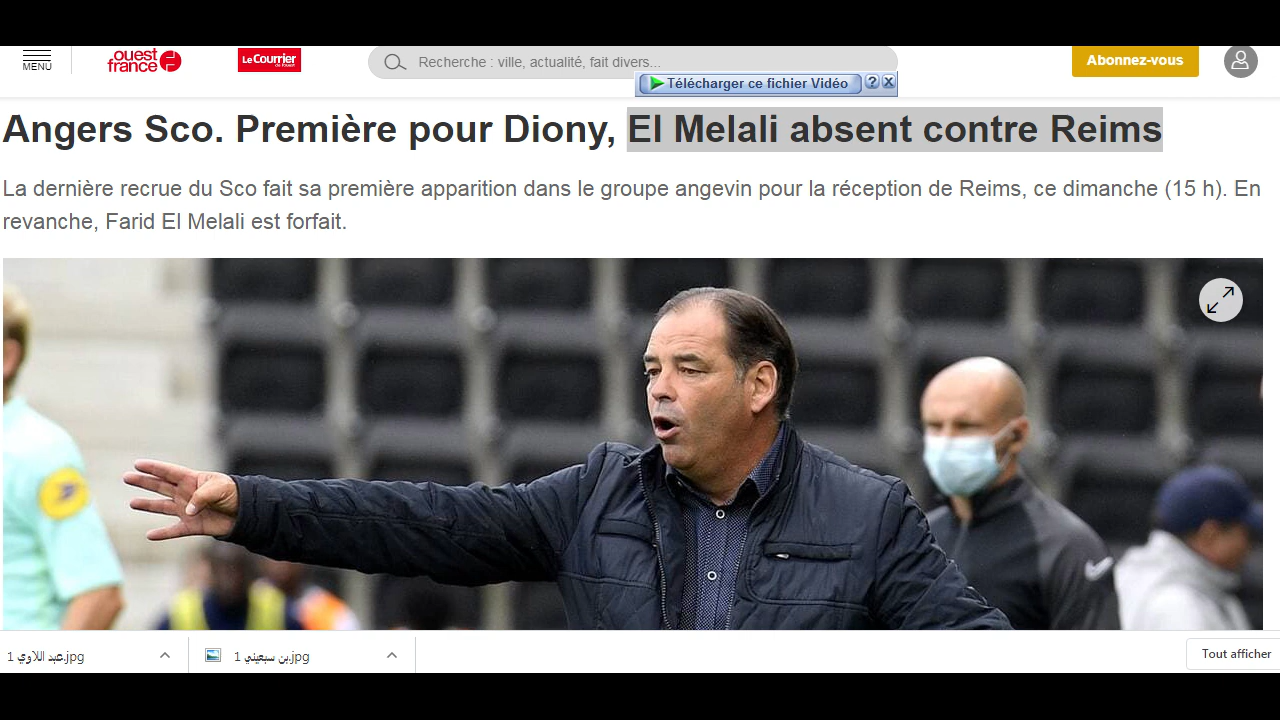 MENU
ouest
france
Le Courrier
Recherche : ville, actualité, fait divers...
Abonnez-vous
Télécharger ce fichier Vidéo ? X
Angers Sco. Première pour Diony, El Melali absent contre Reims
La dernière recrue du Sco fait sa première apparition dans le groupe angevin pour la réception de Reims, ce dimanche (15 h). En
revanche, Farid El Melali est forfait.
عبد اللاوي 1.jpg
بن سبعيني 1.jpg
Tout afficher